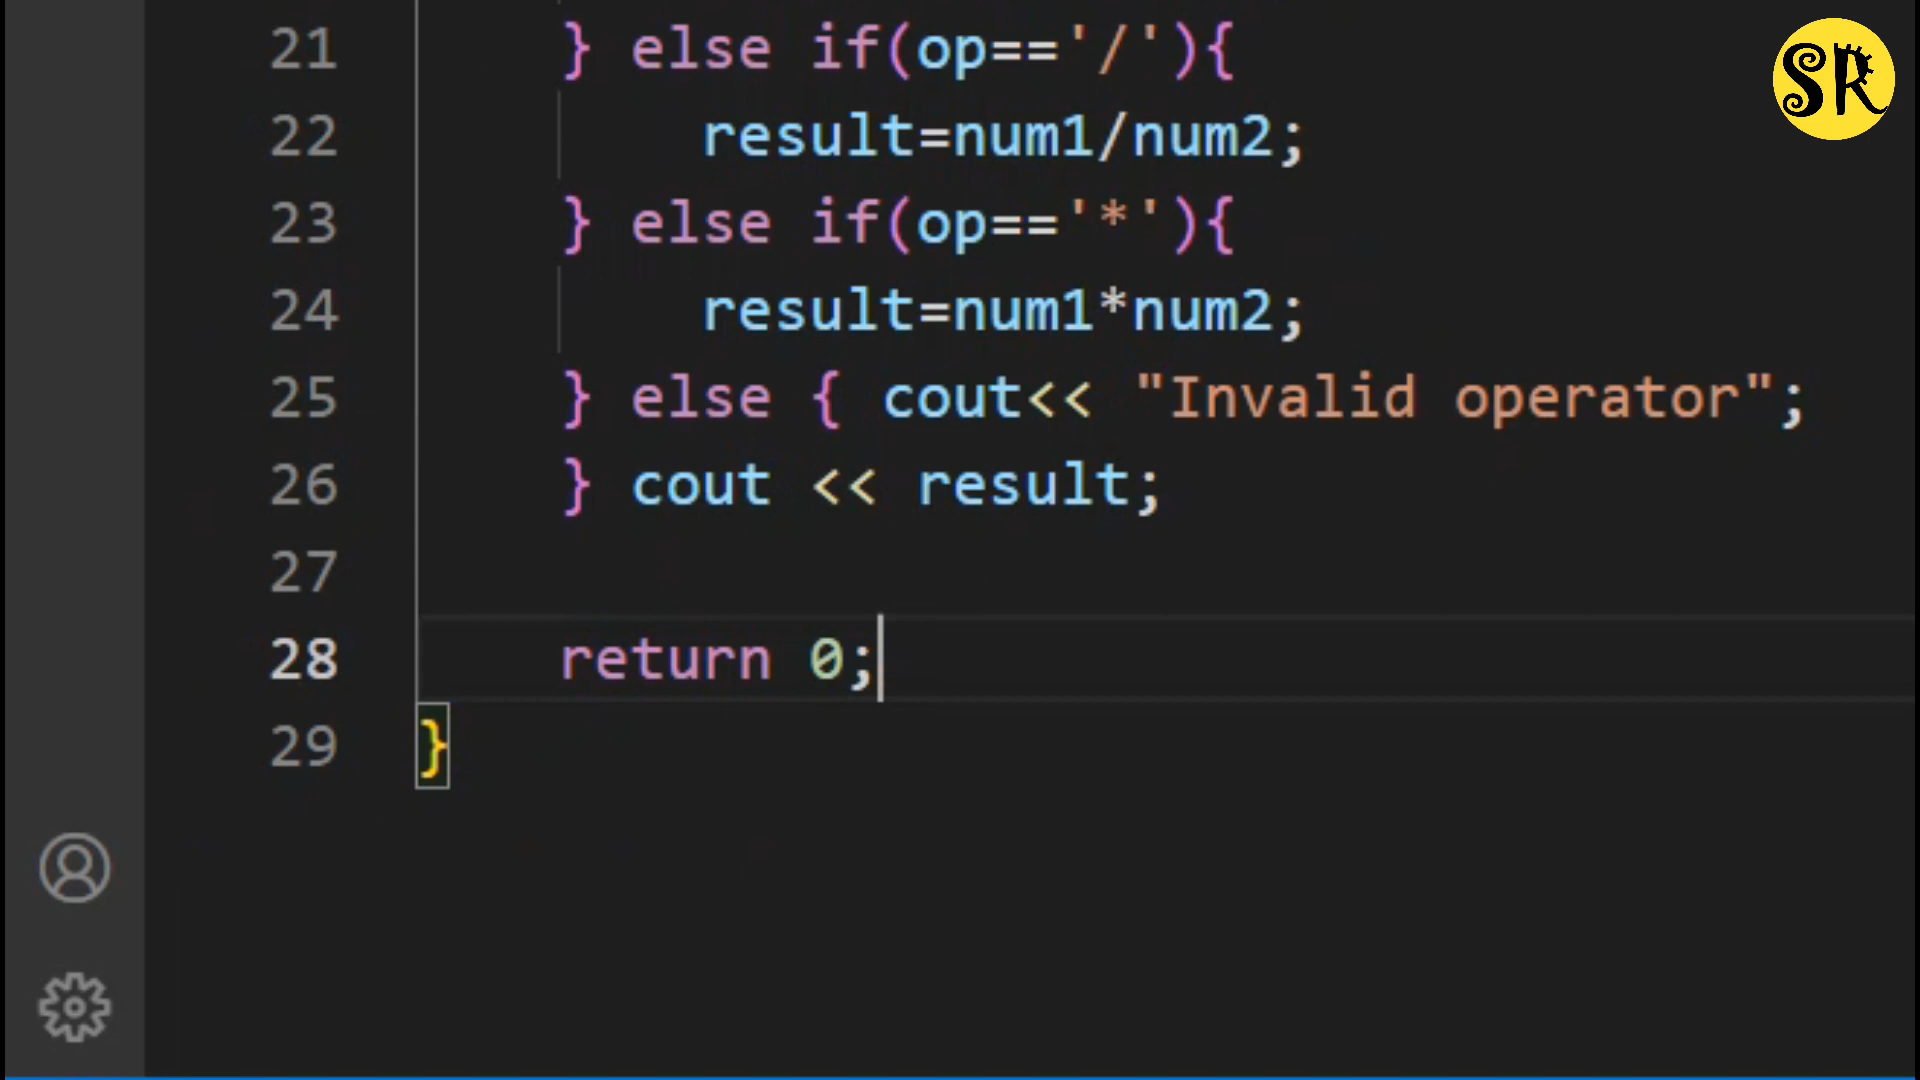 SR
21 } else if(op=='/'){
22 result=num1/num2;
23 } else if(op=='*'){
24 result=num1*num2;
25 } else { cout<< "Invalid operator";
26 } cout << result;
27
28 return 0;
29 }